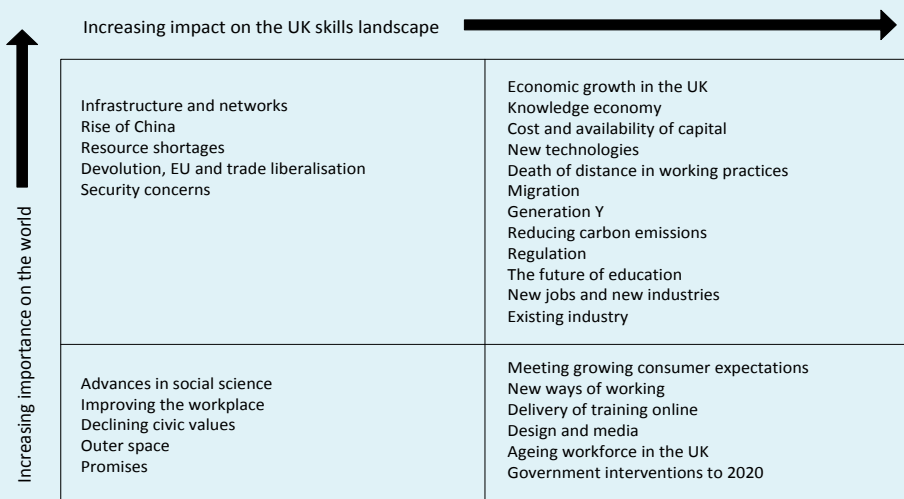 Increasing impact on the UK skills landscape
Increasing importance on the world
Infrastructure and networks
Rise of China
Resource shortages
Devolution, EU and trade liberalisation
Security concerns
Economic growth in the UK
Knowledge economy
Cost and availability of capital
New technologies
Death of distance in working practices
Migration
Generation Y
Reducing carbon emissions
Regulation
The future of education
New jobs and new industries
Existing industry
Advances in social science
Improving the workplace
Declining civic values
Outer space
Promises
Meeting growing consumer expectations
New ways of working
Delivery of training online
Design and media
Ageing workforce in the UK
Government interventions to 2020